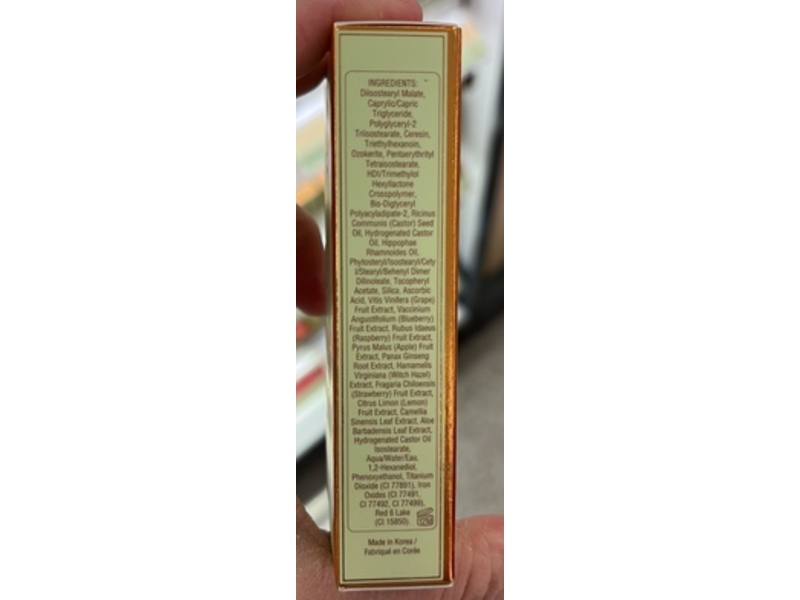 INGREDIENTS:
Diisostearyl Malate,
Caprylic/Capric
Triglyceride,
Polyglyceryl-2
Triisostearate, Ceresin,
Triethylhexanoin,
Ozokerite, Pentaerythrityl
Tetraisostearate,
HDI/Trimethylol
Hexyllactone
Crosspolymer,
Bis-Diglyceryl
Polyacyladipate-2, Ricinus
Communis (Castor) Seed
Oil, Hydrogenated Castor
Oil, Hippophae
Rhamnoides Oil,
Phytosteryl/Isostearyl/Cety
l/Stearyl/Behenyl Dimer
Dilinoleate, Tocopheryl
Acetate, Silica, Ascorbic
Acid, Vitis Vinifera (Grape)
Fruit Extract, Vaccinium
Angustifolium (Blueberry)
Fruit Extract, Rubus Idaeus
(Raspberry) Fruit Extract,
Pyrus Malus (Apple) Fruit
Extract, Panax Ginseng
Root Extract, Hamamelis
Virginiana (Witch Hazel)
Extract, Fragaria Chiloensis
(Strawberry) Fruit Extract,
Citrus Limon (Lemon)
Fruit Extract, Camellia
Sinensis Leaf Extract, Aloe
Barbadensis Leaf Extract,
Hydrogenated Castor Oil
Isostearate,
Aqua/Water/Eau,
1,2-Hexanediol,
Phenoxyethanol, Titanium
Dioxide (CI 77891), Iron
Oxides (CI 77491,
CI 77492, CI 77499),
Red 6 Lake
(CI 15850).
Made in Korea /
Fabriqué en Corée